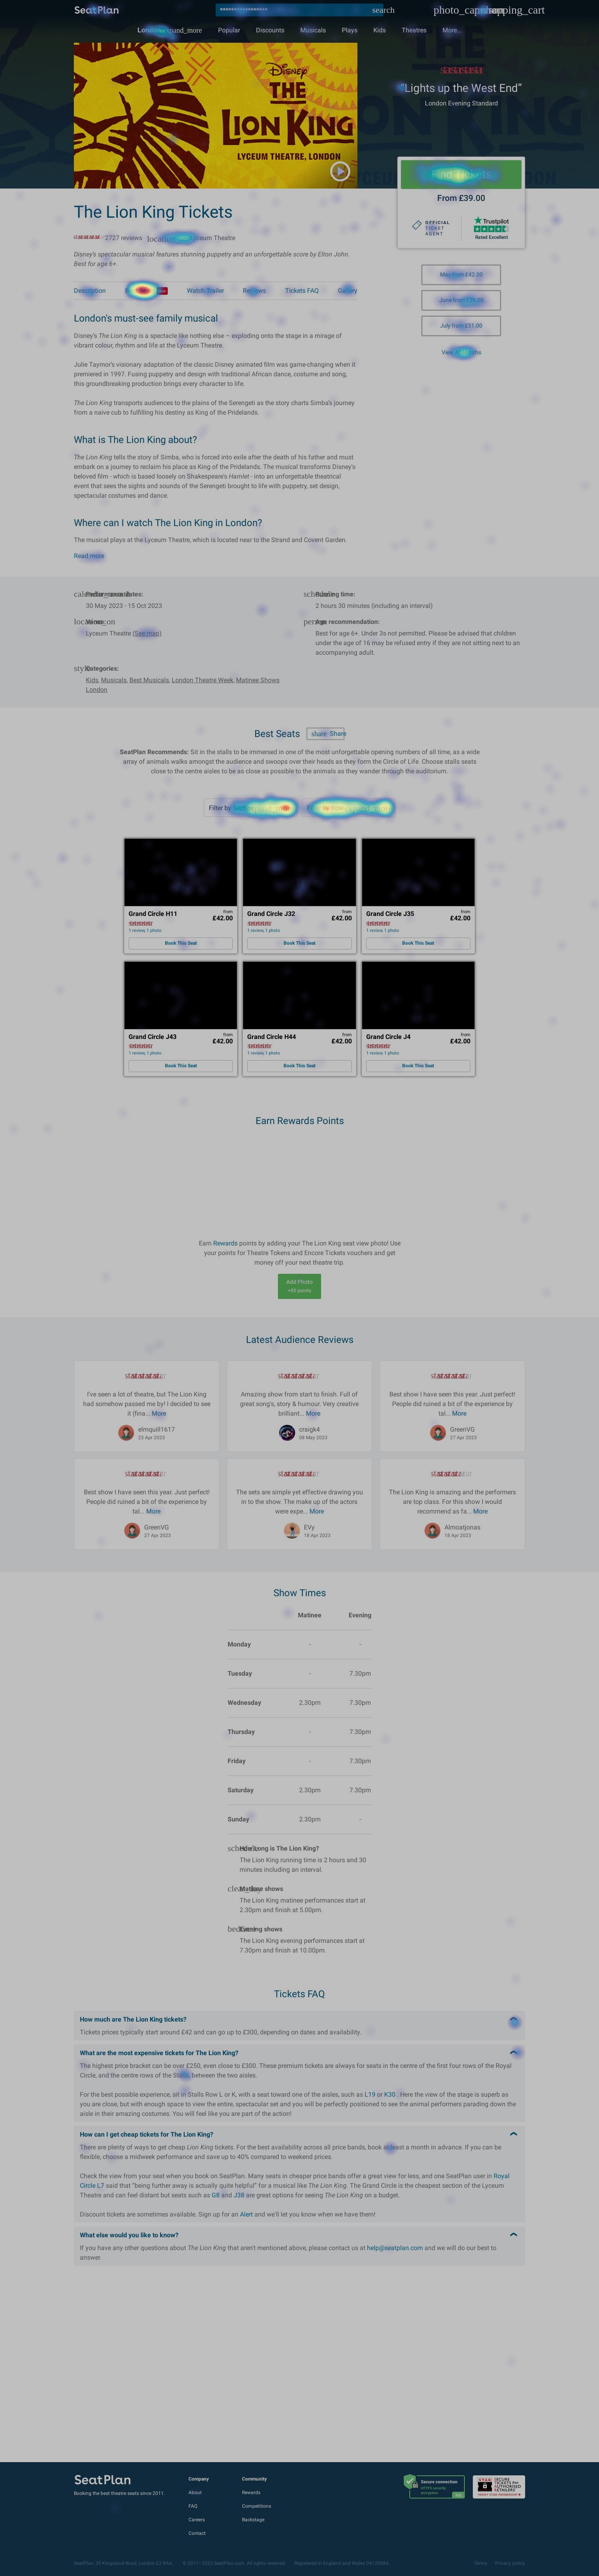 SeatPlan
search
Popular
Discounts
Musicals
Plays
Kids
Theatres
More...
Disney
THE
LION KING
LYCEUM THEATRE, LONDON
"Lights up the West End"
London Evening Standard
Find Tickets
From £39.00
OFFICIAL
TICKET
AGENT
Trustpilot
Rated Excellent
The Lion King Tickets
2727 reviews
Theatre
Disney's spectacular musical features stunning puppetry and an unforgettable score by Elton John.
Best for age 6+.
May from £42.00
June from £39.00
July from £31.00
Description
Watch Trailer
Reviews
Tickets FAQ
Gallery
London's must-see family musical
Disney's The Lion King is a spectacle like nothing else – exploding onto the stage in a mirage of
vibrant colour, rhythm and life at the Lyceum Theatre.
Julie Taymor's visionary adaptation of the classic Disney animated film was game-changing when it
premiered in 1997. Fusing puppetry and design with traditional African dance, costume and song,
this groundbreaking production brings every character to life.
The Lion King transports audiences to the plains of the Serengeti as the story charts Simba's journey
from a naive cub to fulfilling his destiny as King of the Pridelands.
What is The Lion King about?
The Lion King tells the story of Simba, who is forced into exile after the death of his father and must
embark on a journey to reclaim his place as King of the Pridelands. The musical transports Disney's
beloved film - which is based loosely on Shakespeare's Hamlet - into an unforgettable theatrical
event that sees the sights and sounds of the Serengeti brought to life with puppetry, set design,
spectacular costumes and dance.
Where can I watch The Lion King in London?
The musical plays at the Lyceum Theatre, which is located near to the Strand and Covent Garden.
Read more
30 May 2023 - 15 Oct 2023
Running time:
2 hours 30 minutes (including an interval)
Lyceum Theatre (See map)
Age recommendation:
Best for age 6+. Under 3s not permitted. Please be advised that children
under the age of 16 may be refused entry if they are not sitting next to an
accompanying adult.
Categories:
Kids, Musicals, Best Musicals, London Theatre Week, Matinee Shows
London
Best Seats
share Share
SeatPlan Recommends: Sit in the stalls to be immersed in one of the most unforgettable opening numbers of all time, as a wide
array of animals walks amongst the audience and swoops over their heads as they form the Circle of Life. Choose stalls seats
close to the centre aisles to be as close as possible to the animals as they wander through the auditorium.
Filter by
Grand Circle H11
from
£42.00
1 review, 1 photo
Book This Seat
Grand Circle J32
from
£42.00
1 review, 1 photo
Book This Seat
Grand Circle J35
from
£42.00
1 review, 1 photo
Book This Seat
Grand Circle J43
from
£42.00
1 review, 1 photo
Book This Seat
Grand Circle H44
from
£42.00
1 review, 1 photo
Book This Seat
Grand Circle J4
from
£42.00
1 review, 1 photo
Book This Seat
Earn Rewards Points
Earn Rewards points by adding your The Lion King seat view photo! Use
your points for Theatre Tokens and Encore Tickets vouchers and get
money off your next theatre trip.
Add Photo
Latest Audience Reviews
I've seen a lot of theatre, but The Lion King
had somehow passed me by! I decided to see
it (fina... More
elmquill1617
23 Apr 2023
Amazing show from start to finish. Full of
great song's, story & humour. Very creative
brilliant... More
craigk4
08 May 2023
Best show I have seen this year. Just perfect!
People did ruined a bit of the experience by
tal... More
GreenVG
27 Apr 2023
Best show I have seen this year. Just perfect!
People did ruined a bit of the experience by
tal... More
GreenVG
27 Apr 2023
The sets are simple yet effective drawing you
in to the show. The make up of the actors
were expe... More
EVy
18 Apr 2023
The Lion King is amazing and the performers
are top class. For this show I would
recommend as fa... More
Almoatjonas
18 Apr 2023
Show Times
Matinee
Evening
Monday - -
Tuesday - 7.30pm
Wednesday 2.30pm 7.30pm
Thursday - 7.30pm
Friday - 7.30pm
Saturday 2.30pm 7.30pm
Sunday 2.30pm -
How long is The Lion King?
The Lion King running time is 2 hours and 30
minutes including an interval.
Matinee shows
The Lion King matinee performances start at
2.30pm and finish at 5.00pm.
Evening shows
The Lion King evening performances start at
7.30pm and finish at 10.00pm.
Tickets FAQ
How much are The Lion King tickets?
Tickets prices typically start around £42 and can go up to £300, depending on dates and availability.
What are the most expensive tickets for The Lion King?
The highest price bracket can be over £250, even close to £300. These premium tickets are always for seats in the centre of the first four rows of the Royal
Circle, and the centre rows of the Stalls, between the two aisles.
For the best possible experience, sit in Stalls Row L or K, with a seat toward one of the aisles, such as L19 or K30 . Here the view of the stage is superb as
you are close, but with enough space to view the entire, spectacular set and you will be perfectly positioned to see the animal performers parading down the
aisle in their amazing costumes. You will feel like you are part of the action!
How can I get cheap tickets for The Lion King?
There are plenty of ways to get cheap Lion King tickets. For the best availability across all price bands, book at least a month in advance. If you can be
flexible, choose a midweek performance and save up to 40% compared to weekend prices.
Check the view from your seat when you book on SeatPlan. Many seats in cheaper price bands offer a great view for less, and one SeatPlan user in Royal
Circle L7 said that "being further away is actually quite helpful" for a musical like The Lion King. The Grand Circle is the cheapest section of the Lyceum
Theatre and can feel distant but seats such as G8 and J38 are great options for seeing The Lion King on a budget.
Discount tickets are sometimes available. Sign up for an Alert and we'll let you know when we have them!
What else would you like to know?
If you have any other questions about The Lion King that aren't mentioned above, please contact us at help@seatplan.com and we will do our best to
answer.
SeatPlan
Booking the best theatre seats since 2011.
Company
About
FAQ
Careers
Contact
Community
Rewards
Competitions
Backstage
Secure connection
STAR
SECURE
TICKETS FROM
AUTHORISED
RETAILERS
Terms
Privacy policy